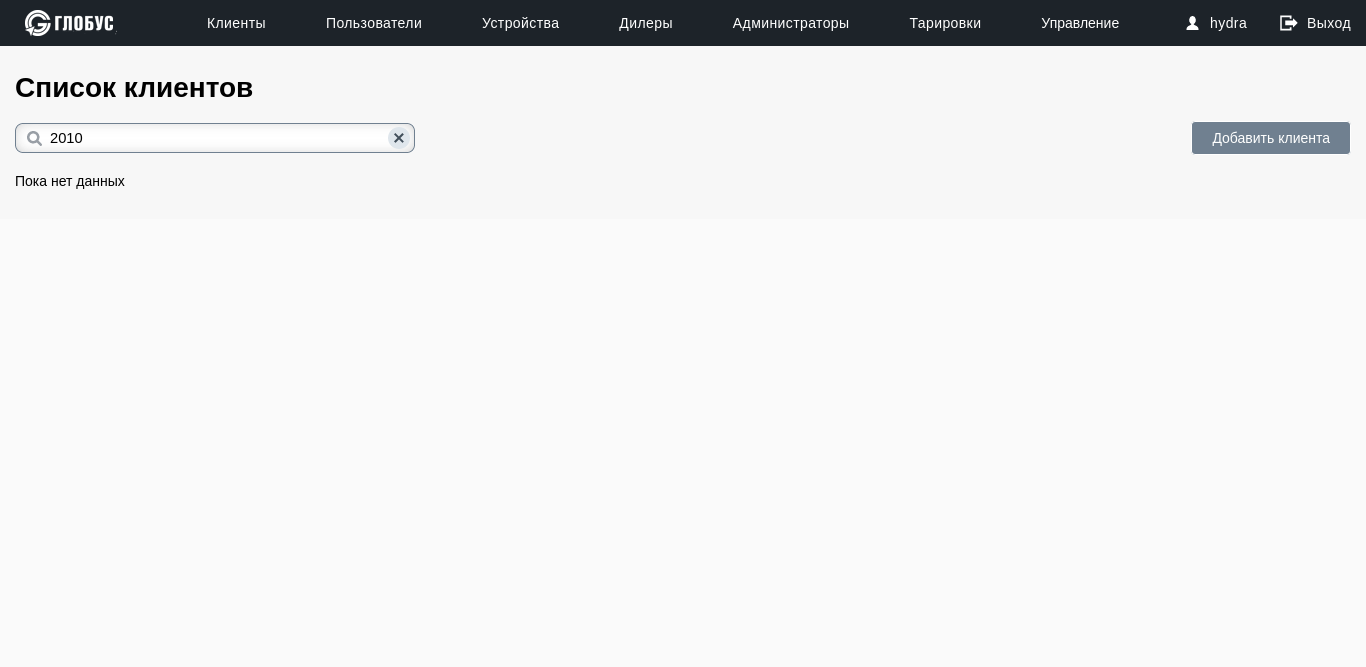 ГЛОБУС Клиенты Пользователи Устройства Дилеры Администраторы Тарировки Управление hydra Выход
Список клиентов
2010 Добавить клиента
Пока нет данных